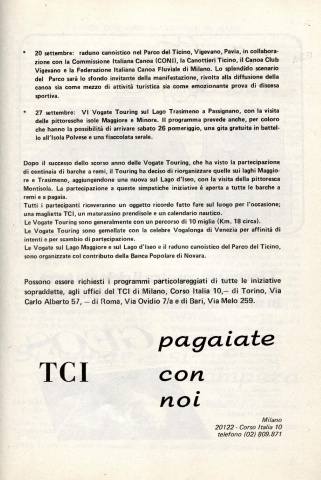 * 20 settembre: raduno canoistico nel Parco del Ticino, Vigevano, Pavia, in collabora-
zione con la Commissione Italiana Canoa (CONI), la Canottieri Ticino, il Canoa Club
Vigevano e la Federazione Italiana Canoa Fluviale di Milano. Lo splendido scenario
del Parco sarà lo sfondo invitante della manifestazione, rivolta alla diffusione della
canoa sia come mezzo di attività turistica sia come emozionante prova di discesa
sportiva.
* 27 settembre: VI Vogate Touring sul Lago Trasimeno a Passignano, con la visita
delle pittoresche isole Maggiore e Minore. Il programma prevede anche, per coloro
che hanno la possibilità di arrivare sabato 26 pomeriggio, una gita guidata in battel-
lo all'Isola Polvese e una fiaccolata serale.
Dopo il successo dello scorso anno delle Vogate Touring, che ha visto la partecipazione
di centinaia di barche a remi, il Touring ha deciso di riorganizzare quelle sui laghi Maggio-
re e Trasimeno, aggiungendone una nuova sul Lago d'Iseo, con la visita della pittoresca
Montisola. La partecipazione a queste simpatiche iniziative è aperta a tutte le barche a
remi e a pagaia.
Tutti i partecipanti riceveranno un oggetto ricordo fatto fare sul luogo per l'occasione;
una maglietta TCI, un materassino prendisole e un calendario nautico.
Le Vogate Touring sono generalmente con un percorso di 10 miglia (Km. 18 circa).
Le Vogate Touring sono gemellate con la celebre Vogalonga di Venezia per affinità di
intenti e per scambio di partecipazione.
Le Vogate sul Lago Maggiore e sul Lago d'Iseo e il raduno canoistico del Parco del Ticino,
sono organizzate col contributo della Banca Popolare di Novara.
Possono essere richiesti i programmi particolareggiati di tutte le iniziative
sopraddette, agli uffici del TCI di Milano, Corso Italia 10,— di Torino, Via
Carlo Alberto 57, — di Roma, Via Ovidio 7/a e di Bari, Via Melo 259.
pagaiate
TCI con
noi
Milano
20122 - Corso Italia 10
telefono (02) 809.871